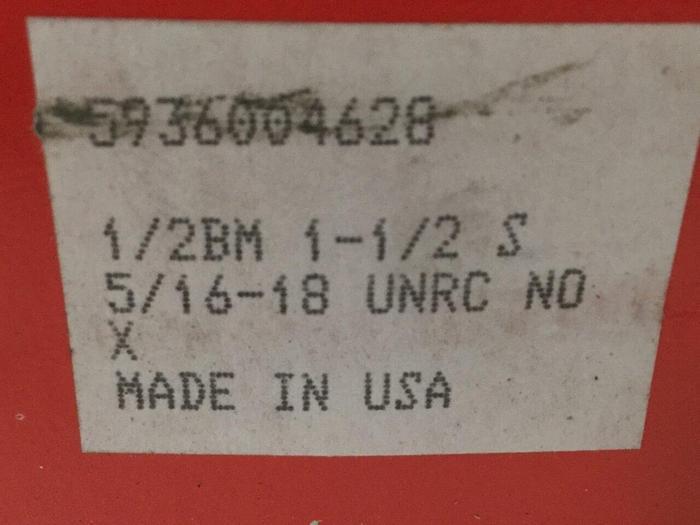 5936004628
1/2BM 1-1/2 S
5/16-18 UNRC NO
X
MADE IN USA